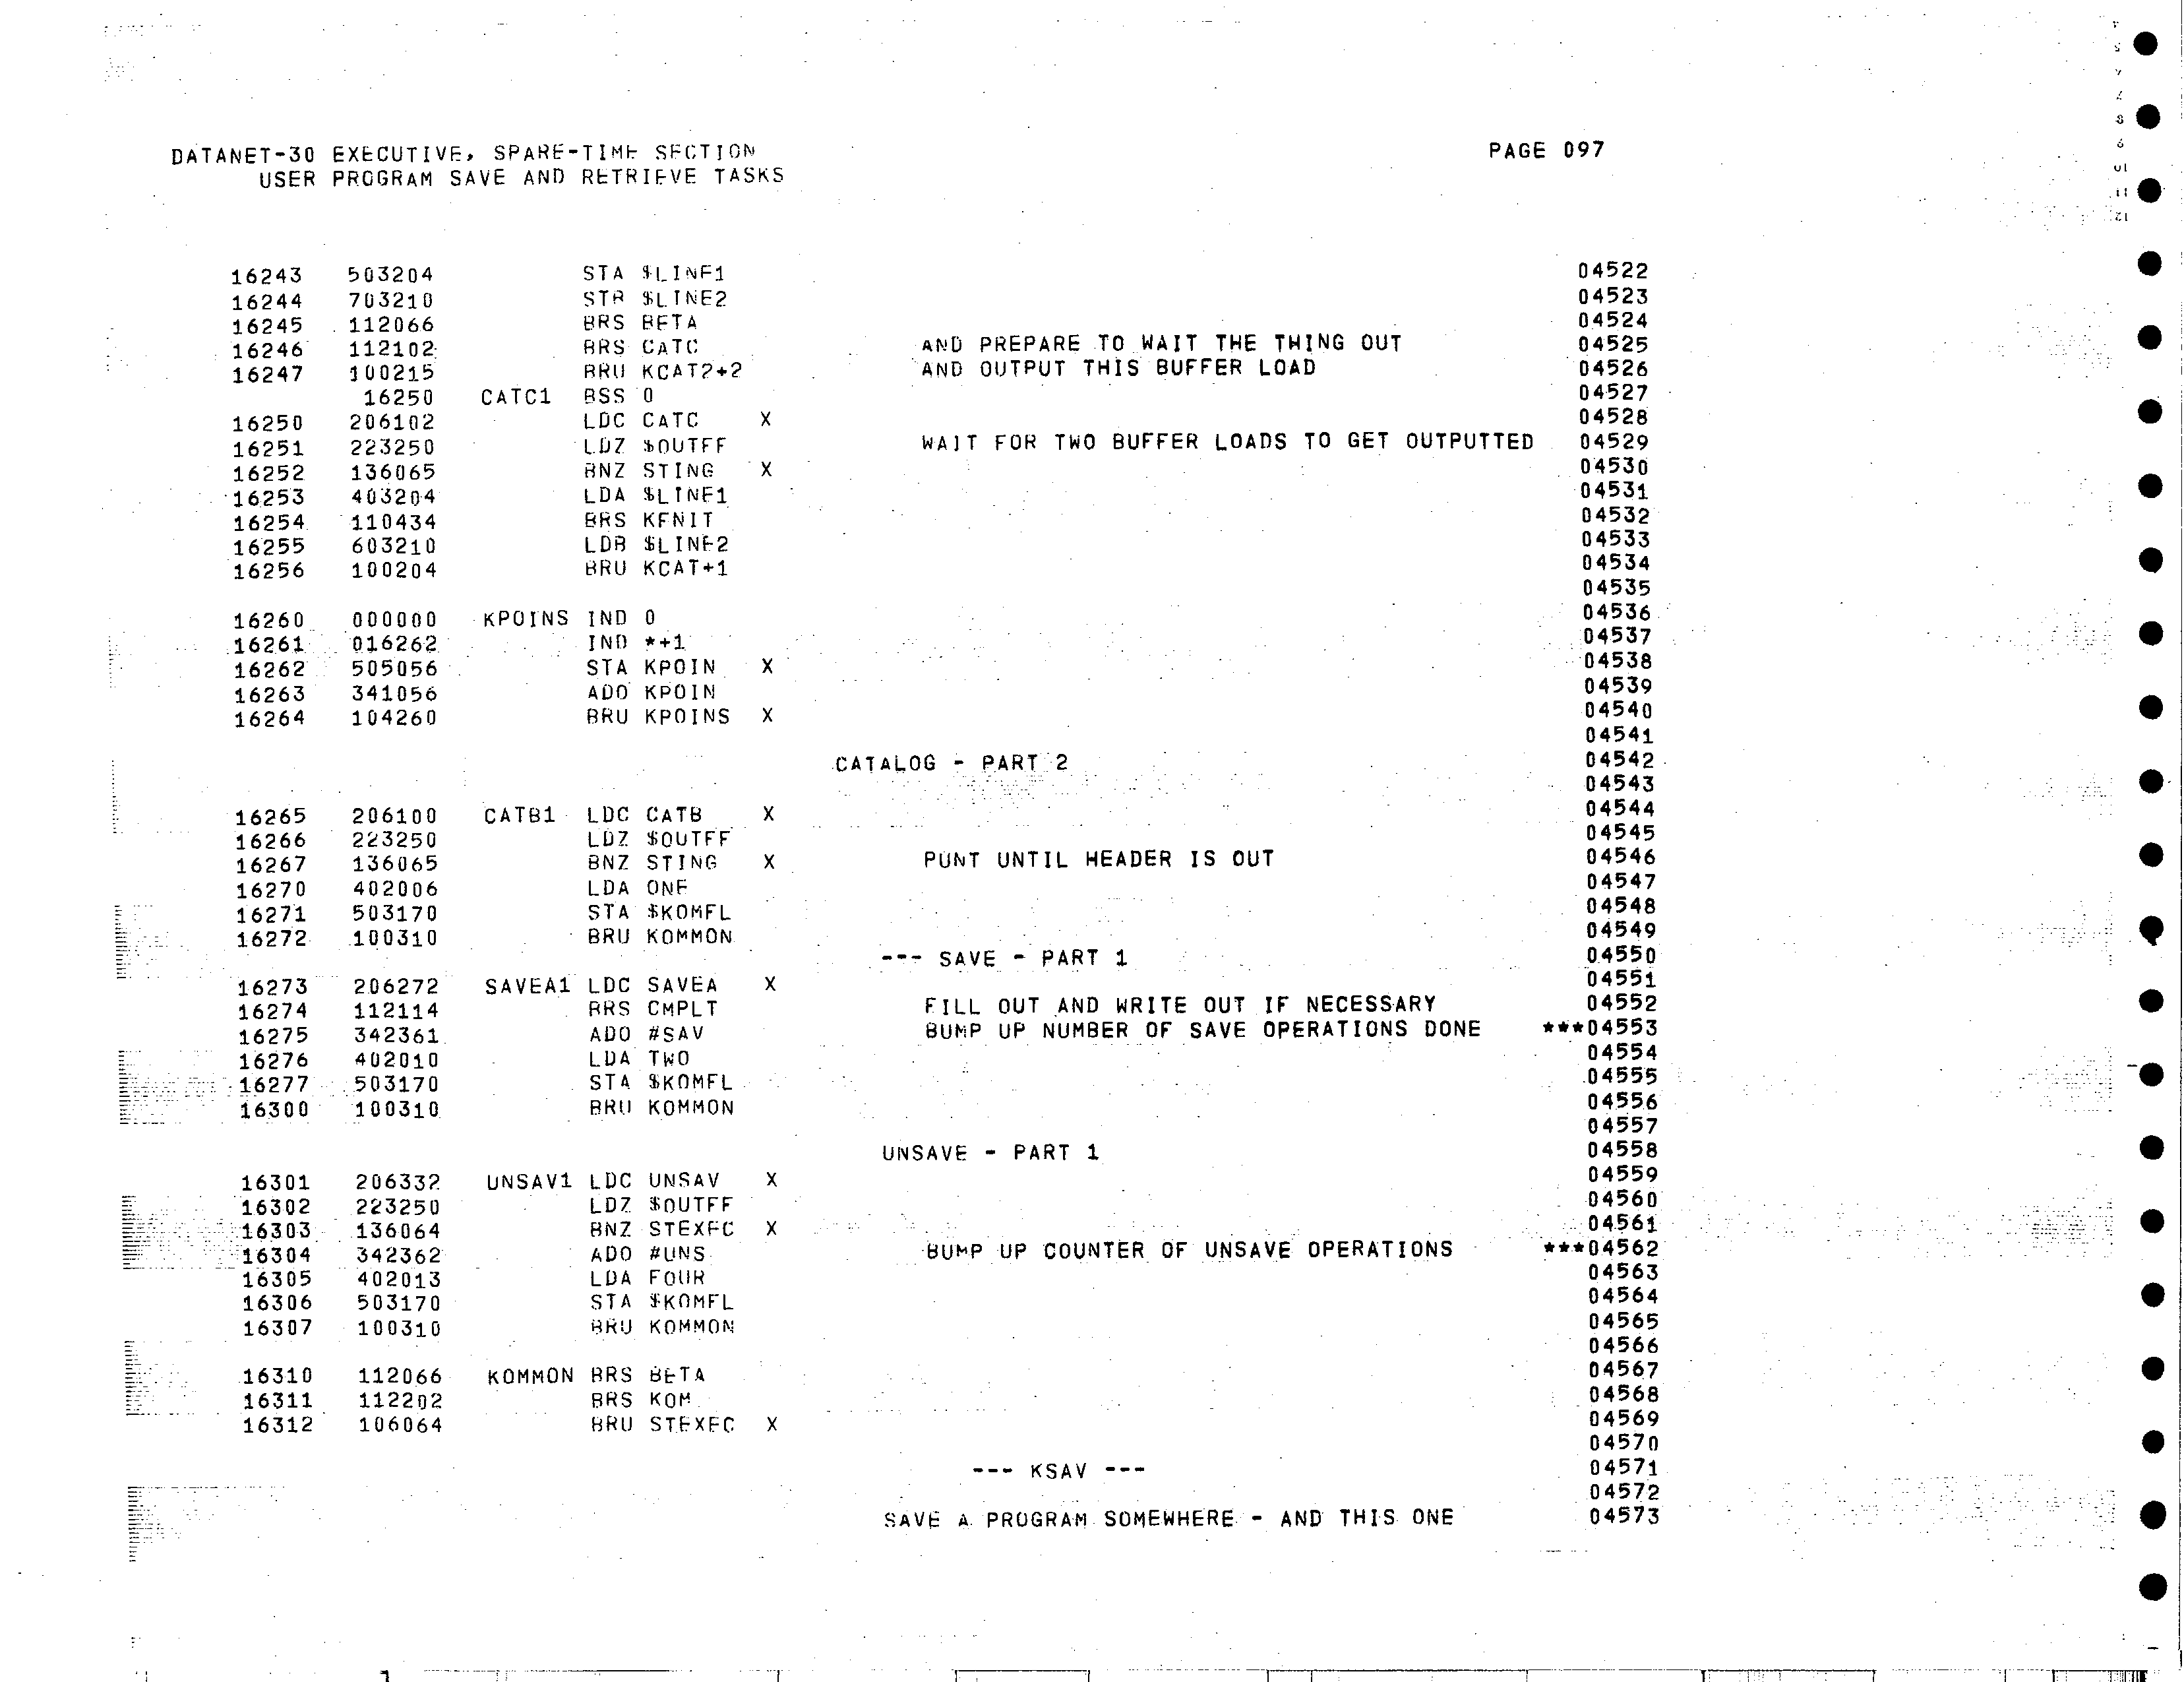 DATANET-30 EXECUTIVE, SPARE-TIME SECTION PAGE 097
USER PROGRAM SAVE AND RETRIEVE TASKS
16243 503204 STA $LINE1 04522
16244 703210 STB $LINE2 04523
16245 112066 BRS BETA 04524
16246 112102 BRS CATC AND PREPARE TO WAIT THE THING OUT 04525
16247 100215 BRU KCAT2+2 AND OUTPUT THIS BUFFER LOAD 04526
16250 CATC1 BSS 0 04527
16250 206102 LDC CATC X 04528
16251 223250 LDZ $OUTFF WAIT FOR TWO BUFFER LOADS TO GET OUTPUTTED 04529
16252 136065 BNZ STING X 04530
16253 403204 LDA $LINE1 04531
16254 110434 BRS KFNIT 04532
16255 603210 LDB $LINE2 04533
16256 100204 BRU KCAT+1 04534
04535
16260 000000 KPOINS IND 0 04536
16261 016262 IND *+1 04537
16262 505056 STA KPOIN X 04538
16263 341056 ADO KPOIN 04539
16264 104260 BRU KPOINS X 04540
04541
CATALOG - PART 2 04542
04543
16265 206100 CATB1 LDC CATB X 04544
16266 223250 LDZ $OUTFF 04545
16267 136065 BNZ STING X PUNT UNTIL HEADER IS OUT 04546
16270 402006 LDA ONE 04547
16271 503170 STA $KOMFL 04548
16272 100310 BRU KOMMON 04549
--- SAVE - PART 1 04550
16273 206272 SAVEA1 LDC SAVEA X 04551
16274 112114 BRS CMPLT FILL OUT AND WRITE OUT IF NECESSARY 04552
16275 342361 ADO #SAV BUMP UP NUMBER OF SAVE OPERATIONS DONE ***04553
16276 402010 LDA TWO 04554
16277 503170 STA $KOMFL 04555
16300 100310 BRU KOMMON 04556
04557
UNSAVE - PART 1 04558
16301 206332 UNSAV1 LDC UNSAV X 04559
16302 223250 LDZ $OUTFF 04560
16303 136064 BNZ STEXEC X 04561
16304 342362 ADO #UNS BUMP UP COUNTER OF UNSAVE OPERATIONS ***04562
16305 402013 LDA FOUR 04563
16306 503170 STA $KOMFL 04564
16307 100310 BRU KOMMON 04565
04566
16310 112066 KOMMON BRS BETA 04567
16311 112202 BRS KOM 04568
16312 106064 BRU STEXEC X 04569
04570
--- KSAV --- 04571
04572
SAVE A PROGRAM SOMEWHERE - AND THIS ONE 04573